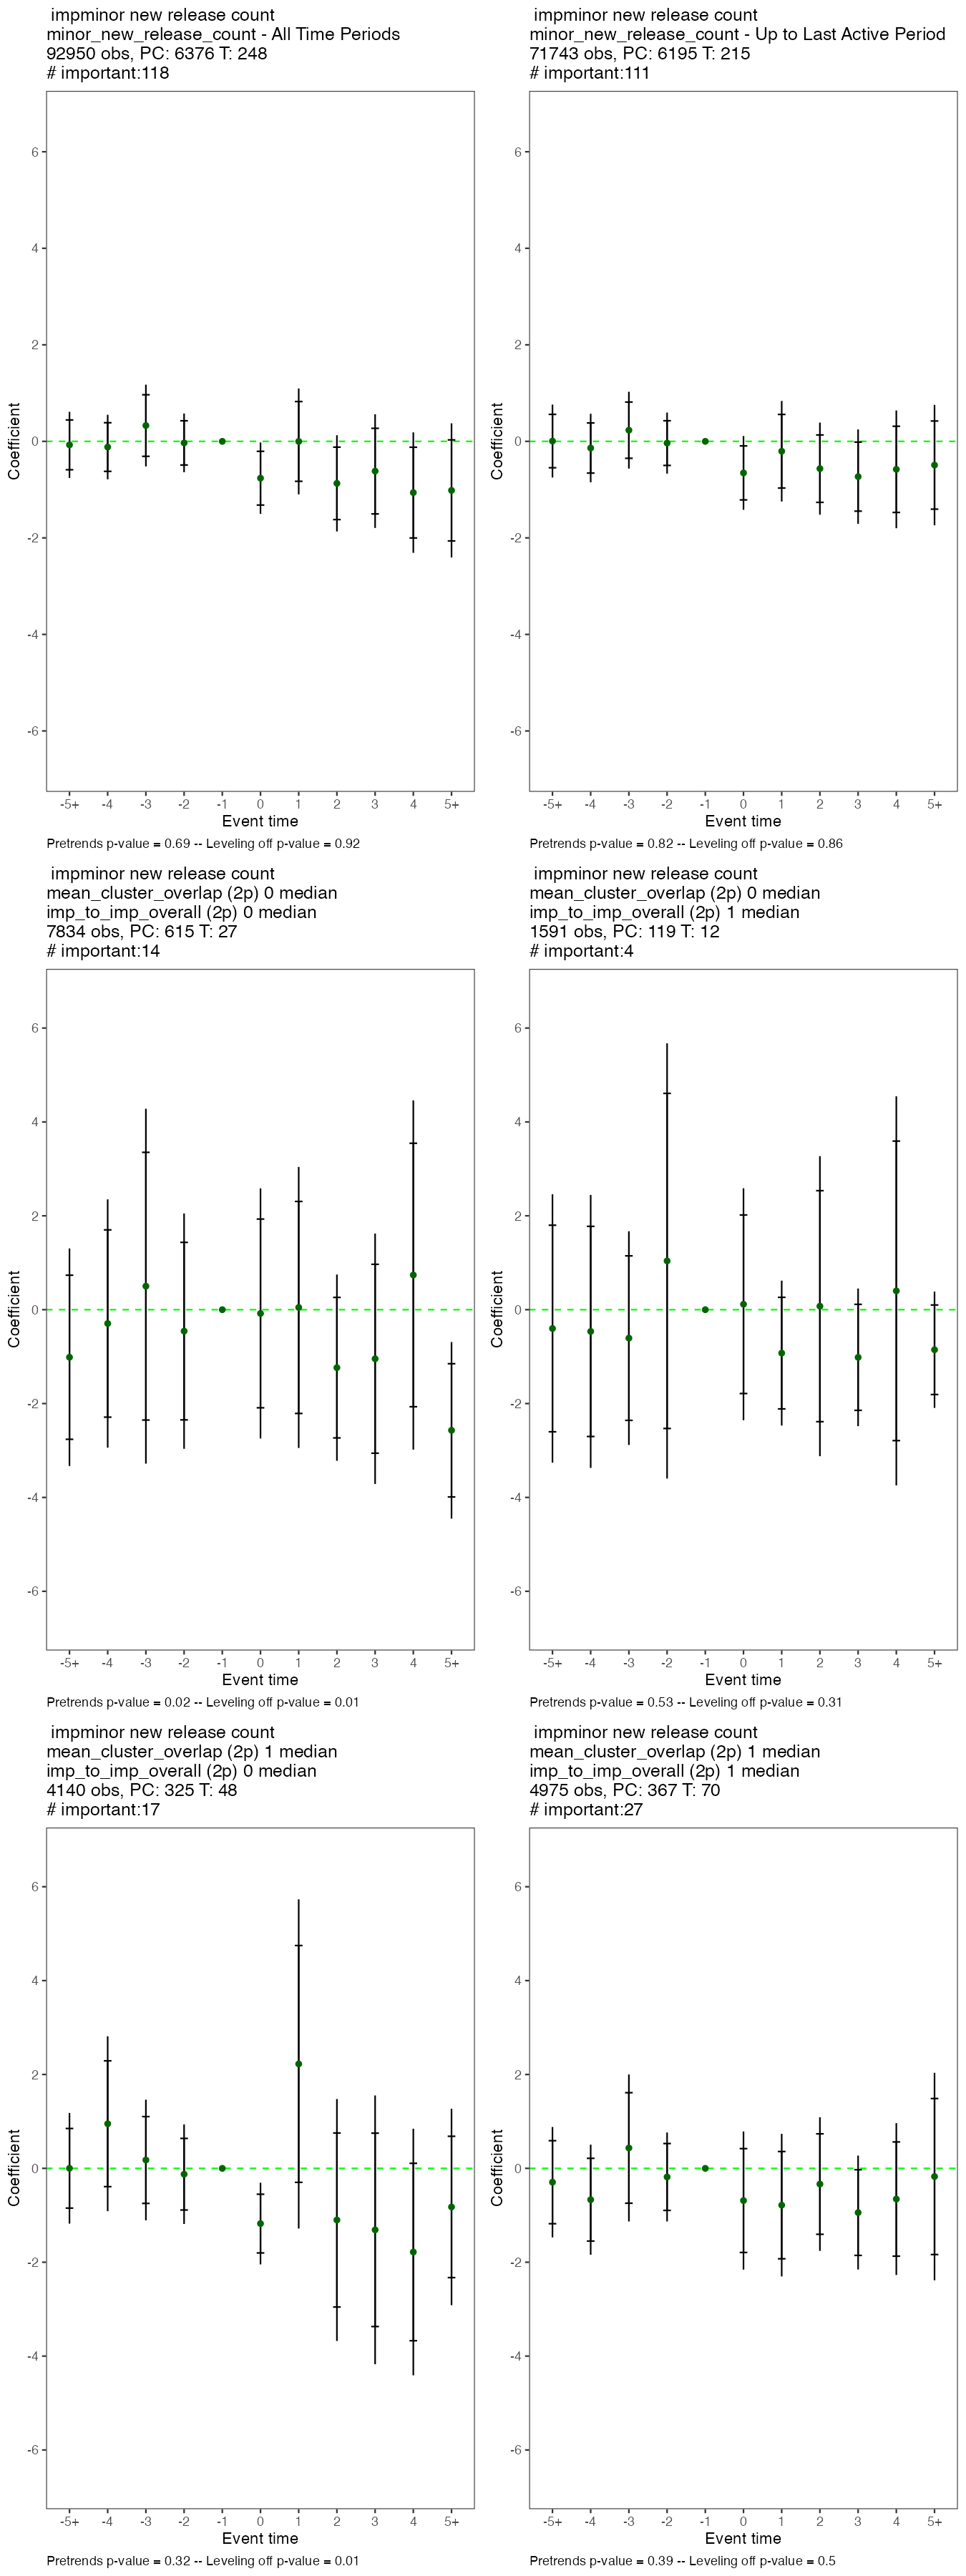 impminor new release count
minor_new_release_count - All Time Periods
92950 obs, PC: 6376 T: 248
# important:118
6
4
2
0
-2
-4
-6
Coefficient
-5+ -4 -3 -2 -1 0 1 2 3 4 5+
Event time
Pretrends p-value = 0.69 -- Leveling off p-value = 0.92
impminor new release count
minor_new_release_count - Up to Last Active Period
71743 obs, PC: 6195 T: 215
# important:111
6
4
2
0
-2
-4
-6
Coefficient
-5+ -4 -3 -2 -1 0 1 2 3 4 5+
Event time
Pretrends p-value = 0.82 -- Leveling off p-value = 0.86
impminor new release count
mean_cluster_overlap (2p) 0 median
imp_to_imp_overall (2p) 0 median
7834 obs, PC: 615 T: 27
# important:14
6
4
2
0
-2
-4
-6
Coefficient
-5+ -4 -3 -2 -1 0 1 2 3 4 5+
Event time
Pretrends p-value = 0.02 -- Leveling off p-value = 0.01
impminor new release count
mean_cluster_overlap (2p) 0 median
imp_to_imp_overall (2p) 1 median
1591 obs, PC: 119 T: 12
# important:4
6
4
2
0
-2
-4
-6
Coefficient
-5+ -4 -3 -2 -1 0 1 2 3 4 5+
Event time
Pretrends p-value = 0.53 -- Leveling off p-value = 0.31
impminor new release count
mean_cluster_overlap (2p) 1 median
imp_to_imp_overall (2p) 0 median
4140 obs, PC: 325 T: 48
# important:17
6
4
2
0
-2
-4
-6
Coefficient
-5+ -4 -3 -2 -1 0 1 2 3 4 5+
Event time
Pretrends p-value = 0.32 -- Leveling off p-value = 0.01
impminor new release count
mean_cluster_overlap (2p) 1 median
imp_to_imp_overall (2p) 1 median
4975 obs, PC: 367 T: 70
# important:27
6
4
2
0
-2
-4
-6
Coefficient
-5+ -4 -3 -2 -1 0 1 2 3 4 5+
Event time
Pretrends p-value = 0.39 -- Leveling off p-value = 0.5